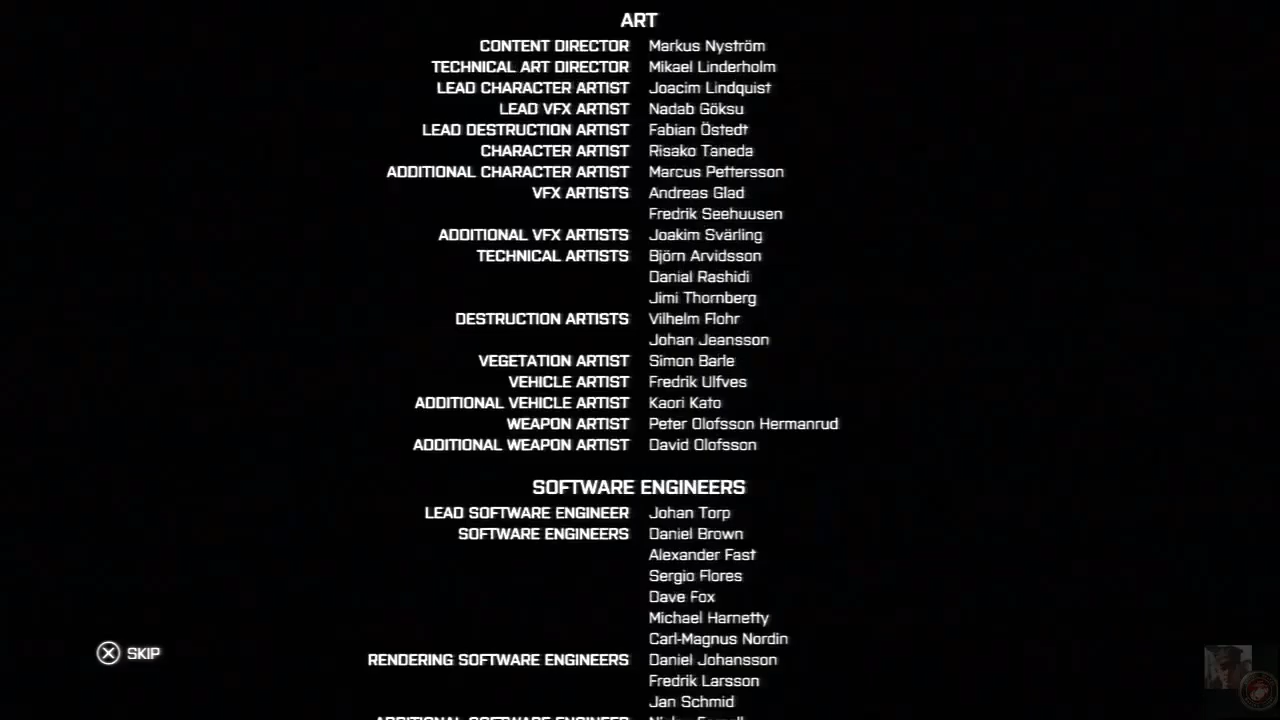 ART
CONTENT DIRECTOR Markus Nyström
TECHNICAL ART DIRECTOR Mikael Linderholm
LEAD CHARACTER ARTIST Joacim Lindquist
LEAD VFX ARTIST Nadab Göksu
LEAD DESTRUCTION ARTIST Fabian Östedt
CHARACTER ARTIST Risako Taneda
ADDITIONAL CHARACTER ARTIST Marcus Pettersson
VFX ARTISTS Andreas Glad
Fredrik Seehuusen
ADDITIONAL VFX ARTISTS Joakim Svärling
TECHNICAL ARTISTS Björn Arvidsson
Danial Rashidi
Jimi Thornberg
DESTRUCTION ARTISTS Vilhelm Flohr
Johan Jeansson
VEGETATION ARTIST Simon Barle
VEHICLE ARTIST Fredrik Ulfves
ADDITIONAL VEHICLE ARTIST Kaori Kato
WEAPON ARTIST Peter Olofsson Hermanrud
ADDITIONAL WEAPON ARTIST David Olofsson
SOFTWARE ENGINEERS
LEAD SOFTWARE ENGINEER Johan Torp
SOFTWARE ENGINEERS Daniel Brown
Alexander Fast
Sergio Flores
Dave Fox
Michael Harnetty
Carl-Magnus Nordin
SKIP
RENDERING SOFTWARE ENGINEERS Daniel Johansson
Fredrik Larsson
Jan Schmid
ADDITIONAL SOFTWARE ENGINEER